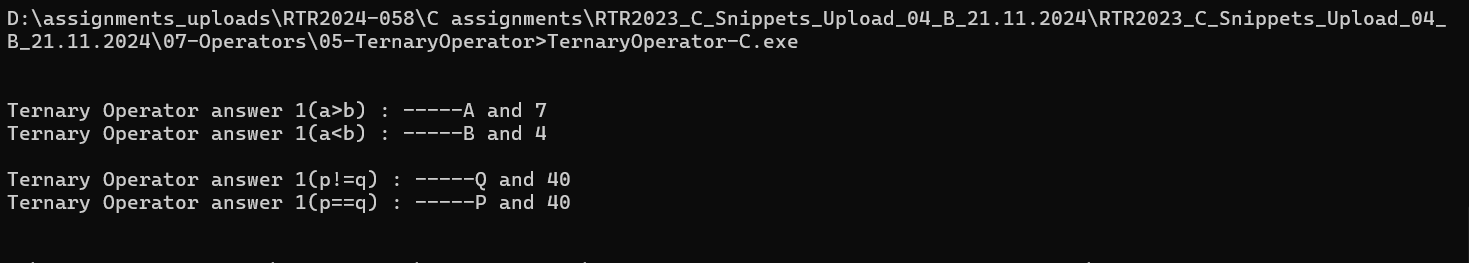 D:\assignments_uploads\RTR2024-058\C assignments\RTR2023_C_Snippets_Upload_04_B_21.11.2024\RTR2023_C_Snippets_Upload_04_
B_21.11.2024\07-Operators\05-TernaryOperator>TernaryOperator-C.exe
Ternary Operator answer 1(a>b) : -----A and 7
Ternary Operator answer 1(a<b) : -----B and 4
Ternary Operator answer 1(p!=q) : -----Q and 40
Ternary Operator answer 1(p==q) : -----P and 40